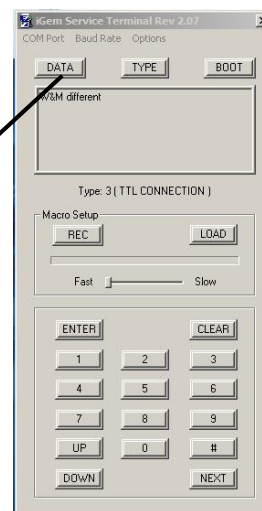 iGem Service Terminal Rev 2.07
COM Port Baud Rate Options
DATA TYPE BOOT
W&M different
Type: 3 ( TTL CONNECTION )
Macro Setup
REC LOAD
Fast Slow
ENTER CLEAR
1 2 3
4 5 6
7 8 9
UP 0 #
DOWN NEXT